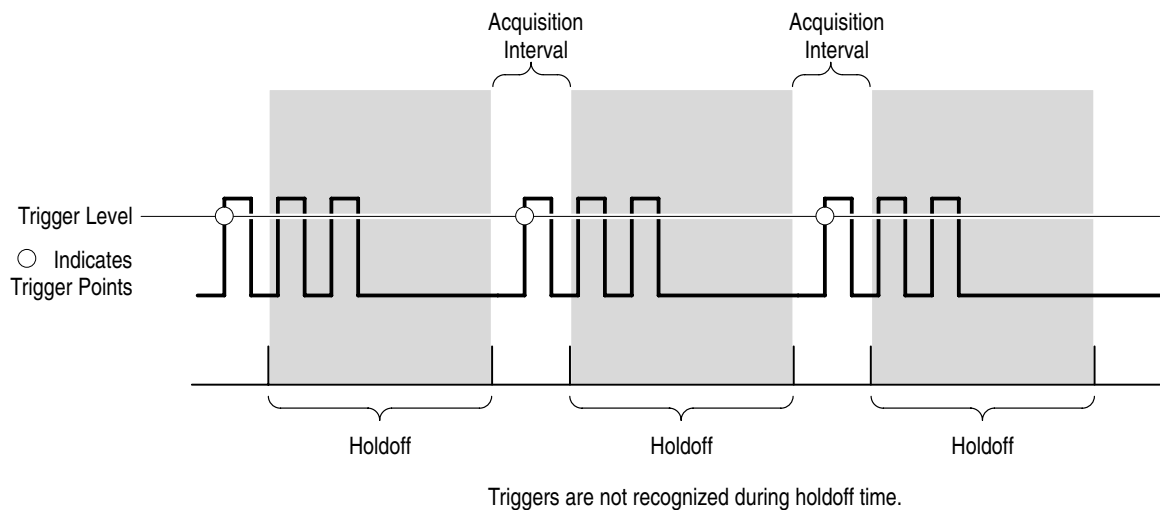 Acquisition
Interval
Acquisition
Interval
Trigger Level
Indicates
Trigger Points
Holdoff
Holdoff
Holdoff
Triggers are not recognized during holdoff time.